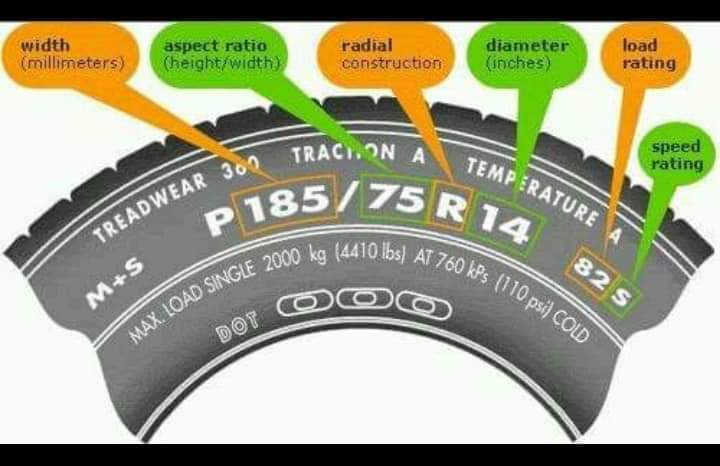 width
(millimeters)
aspect ratio
(height/width)
radial
construction
diameter
(inches)
load
rating
speed
rating
TREADWEAR 360 TRACTION A TEMPERATURE A
M+S P 185/75 R 14 82 S
MAX. LOAD SINGLE 2000 kg (4410 lbs) AT 760 kPs (110 psi) COLD
DOT